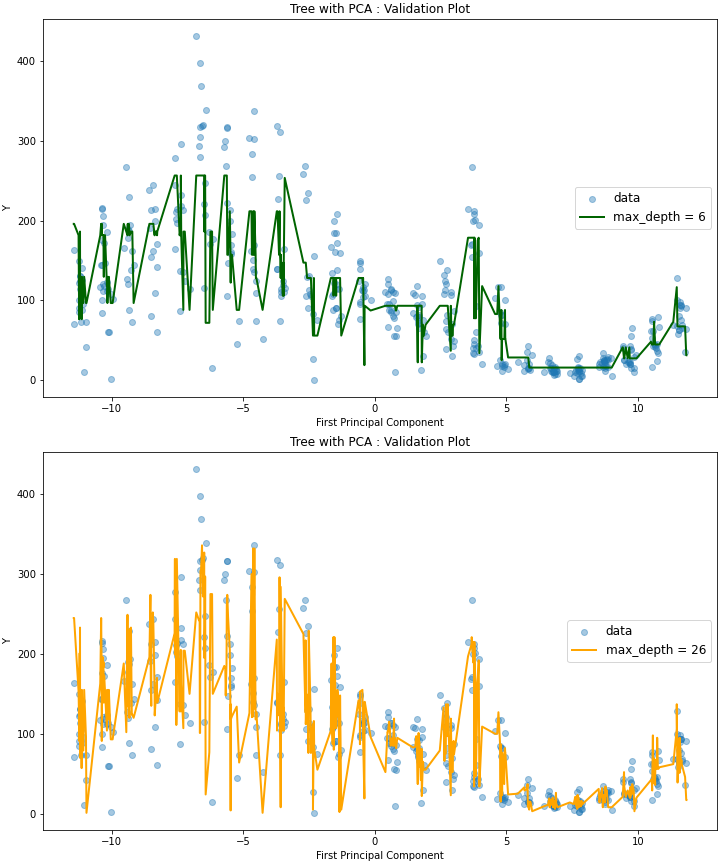 Tree with PCA : Validation Plot
400
300
200
100
0
Y
data
max_depth = 6
−10
−5
0
5
10
First Principal Component
Tree with PCA : Validation Plot
400
300
200
100
0
Y
data
max_depth = 26
−10
−5
0
5
10
First Principal Component